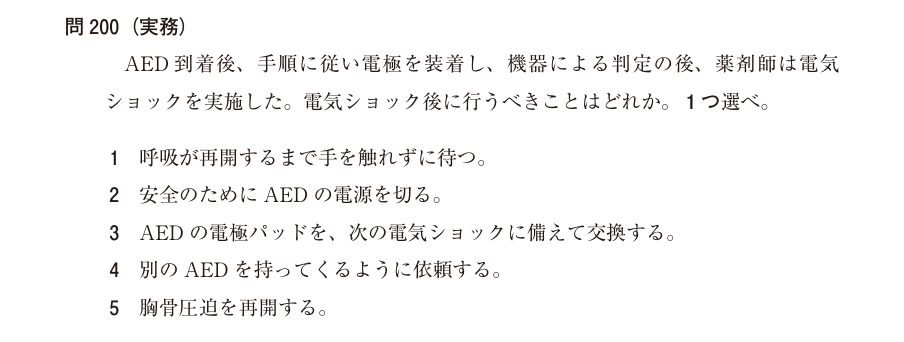 問 200（実務）
AED 到着後、手順に従い電極を装着し、機器による判定の後、薬剤師は電気
ショックを実施した。電気ショック後に行うべきことはどれか。1つ選べ。
1 呼吸が再開するまで手を触れずに待つ。
2 安全のために AED の電源を切る。
3 AED の電極パッドを、次の電気ショックに備えて交換する。
4 別の AED を持ってくるように依頼する。
5 胸骨圧迫を再開する。